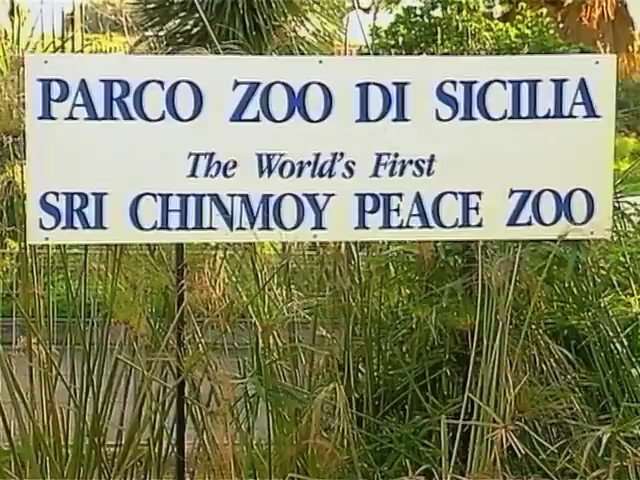 PARCO ZOO DI SICILIA
The World's First
SRI CHINMOY PEACE ZOO